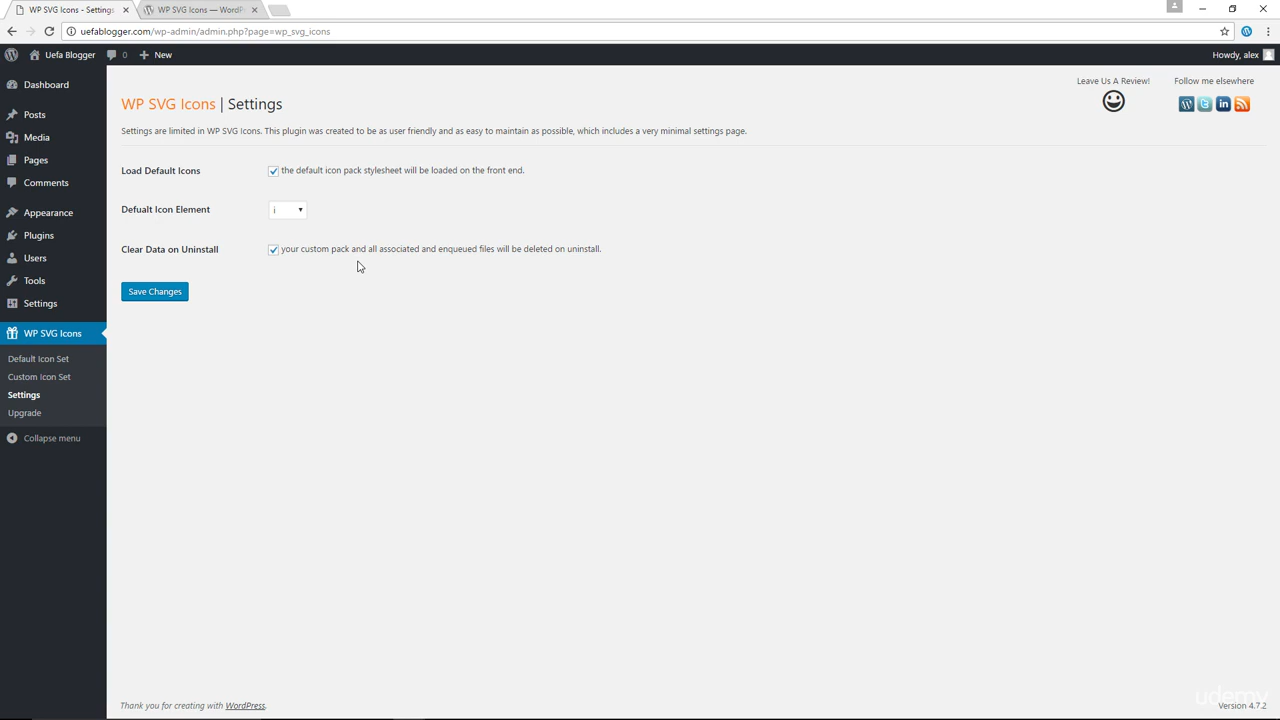 WP SVG Icons - Settings
WP SVG Icons — WordP
uefablogger.com/wp-admin/admin.php?page=wp_svg_icons
Uefa Blogger 0 New Howdy, alex
Dashboard
Posts
Media
Pages
Comments
Appearance
Plugins
Users
Tools
Settings
WP SVG Icons
Default Icon Set
Custom Icon Set
Settings
Upgrade
Collapse menu
Leave Us A Review! Follow me elsewhere
WP SVG Icons | Settings
Settings are limited in WP SVG Icons. This plugin was created to be as user friendly and as easy to maintain as possible, which includes a very minimal settings page.
Load Default Icons the default icon pack stylesheet will be loaded on the front end.
Defualt Icon Element i
Clear Data on Uninstall your custom pack and all associated and enqueued files will be deleted on uninstall.
Save Changes
Thank you for creating with WordPress.
udemy
Version 4.7.2